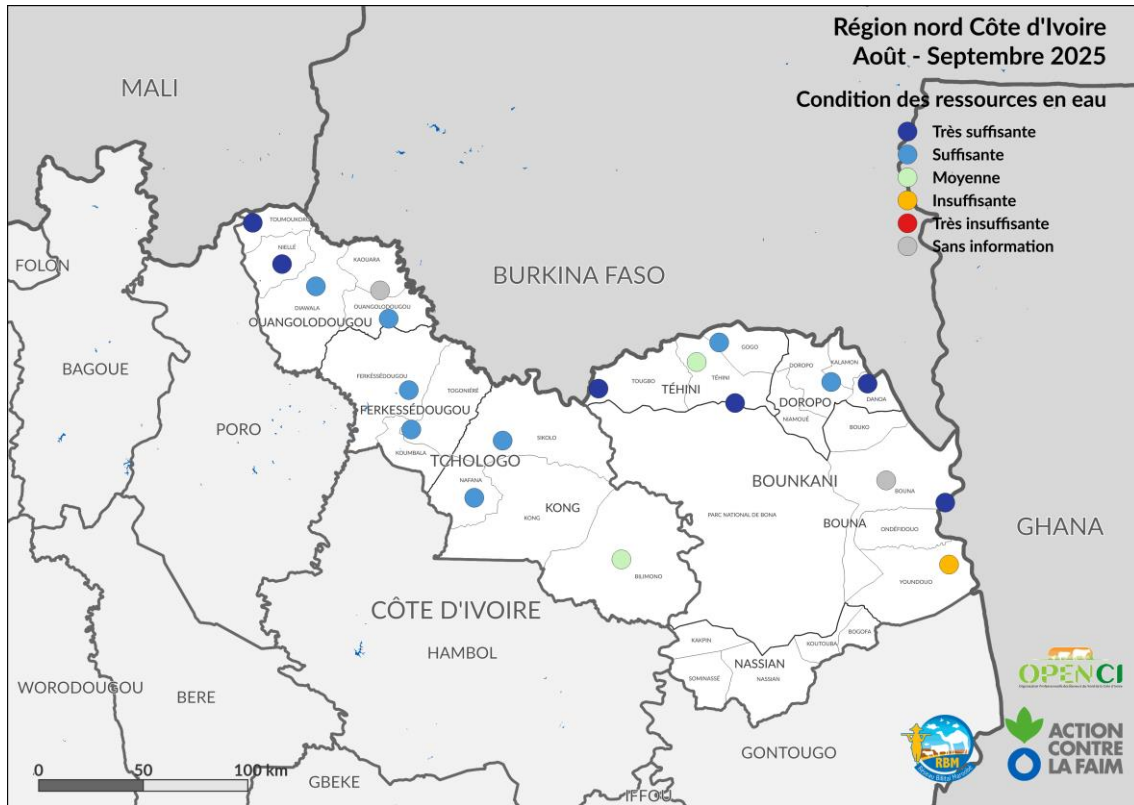 Région nord Côte d'Ivoire
Août - Septembre 2025
Condition des ressources en eau
Très suffisante
Suffisante
Moyenne
Insuffisante
Très insuffisante
Sans information
MALI
BURKINA FASO
GHANA
CÔTE D'IVOIRE
FOLON
BAGOUE
PORO
TOUMOUKORO
NIELLÉ
KAOUARA
DIAWALA
OUANGOLODOUGOU
OUANGOLODOUGOU
FERKÉSSÉDOUGOU
TOGONIÉRÉ
FERKESSÉDOUGOU
KOUMBALA
TCHOLOGO
SIKOLO
NAFANA
KONG
KONG
BILIMONO
GOGO
TOUGBO
TÉHINI
TÉHINI
DOROPO
KALAMON
DOROPO
DANOA
NIAMOUÉ
BOUKO
BOUNKANI
BOUNA
PARC NATIONAL DE BONA
BOUNA
ONDÉFIDOUO
YOUNDOUO
KAKPIN
KOUTOUBA
BOGOFA
NASSIAN
SOMINASSÉ
NASSIAN
HAMBOL
WORODOUGOU
BERE
GONTOUGO
GBEKE
IFFOU
0 50 100 km
OPENCI
RBM
ACTION
CONTRE
LA FAIM